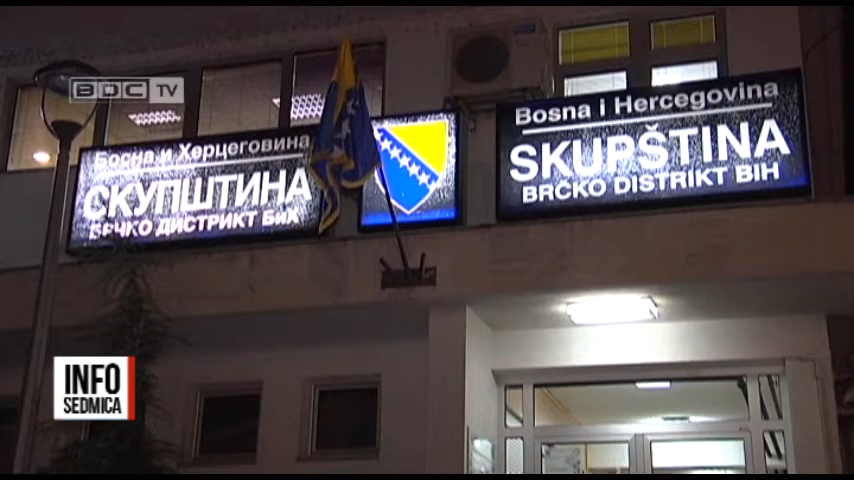 BDC TV
Босна и Херцеговина
СКУПШТИНА
БРЧКО ДИСТРИКТ БиХ
Bosna i Hercegovina
SKUPŠTINA
BRČKO DISTRIKT BIH
INFO
SEDMICA